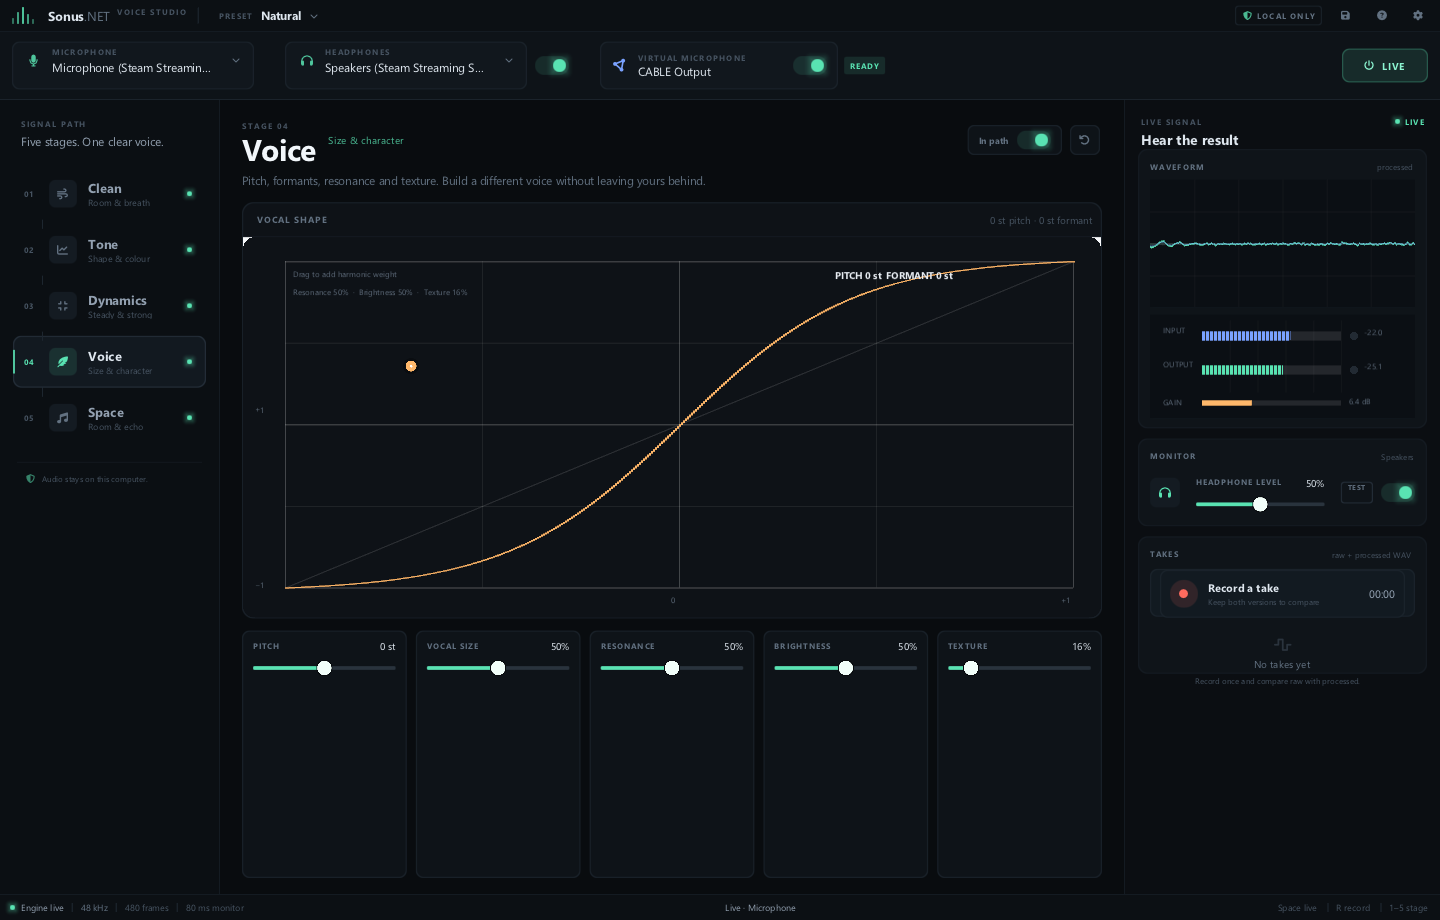 Sonus.NET VOICE STUDIO PRESET Natural LOCAL ONLY
MICROPHONE
Microphone (Steam Streamin...
HEADPHONES
Speakers (Steam Streaming S...
VIRTUAL MICROPHONE
CABLE Output
READY
LIVE
SIGNAL PATH
Five stages. One clear voice.
01 Clean
Room & breath
02 Tone
Shape & colour
03 Dynamics
Steady & strong
04 Voice
Size & character
05 Space
Room & echo
Audio stays on this computer.
STAGE 04
Voice Size & character
In path
Pitch, formants, resonance and texture. Build a different voice without leaving yours behind.
VOCAL SHAPE 0 st pitch · 0 st formant
Drag to add harmonic weight
PITCH 0 st FORMANT 0 st
Resonance 50% · Brightness 50% · Texture 16%
+1
−1
0 +1
PITCH 0 st
VOCAL SIZE 50%
RESONANCE 50%
BRIGHTNESS 50%
TEXTURE 16%
LIVE SIGNAL LIVE
Hear the result
WAVEFORM processed
INPUT -22.0
OUTPUT -25.1
GAIN 6.4 dB
MONITOR Speakers
HEADPHONE LEVEL 50% TEST
TAKES raw + processed WAV
Record a take 00:00
Keep both versions to compare
No takes yet
Record once and compare raw with processed.
Engine live 48 kHz 480 frames 80 ms monitor Live · Microphone Space live R record 1–5 stage